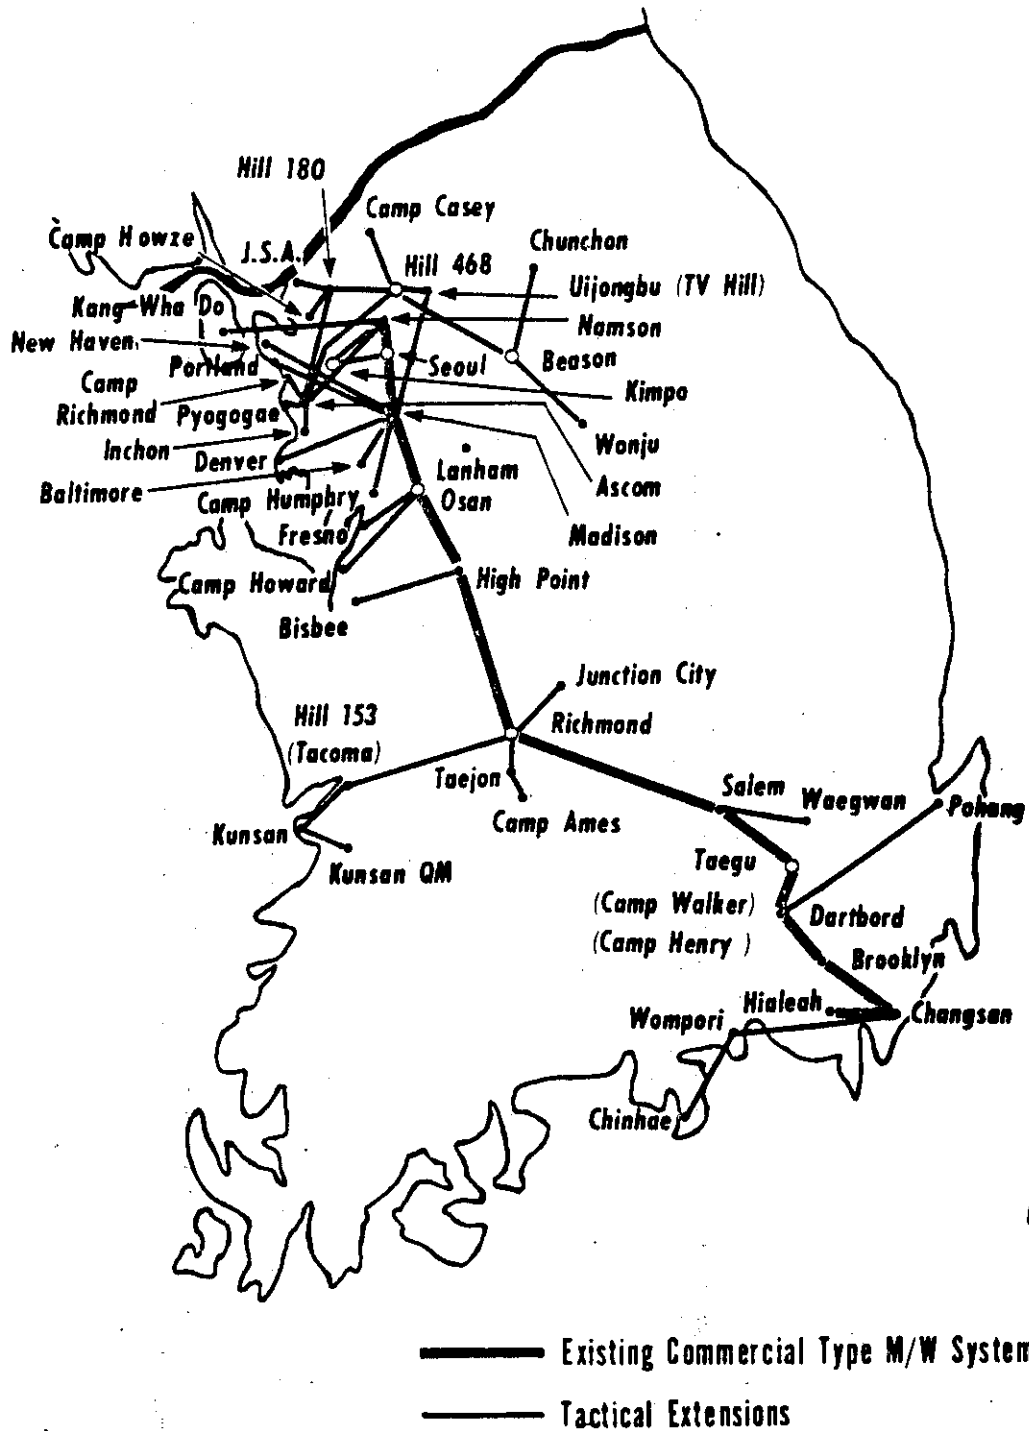 Hill 180
Camp Casey
Camp Howze
J.S.A.
Chunchon
Hill 468
Uijongbu (TV Hill)
Kang Wha Do
Namson
New Haven
Portland
Seoul
Beason
Camp
Richmond
Kimpo
Pyogogae
Inchon
Denver
Wonju
Lanham
Ascom
Baltimore
Camp Humphry
Osan
Fresno
Madison
Camp Howard
High Point
Bisbee
Junction City
Hill 153
(Tacoma)
Richmond
Taejon
Salem
Waegwan
Pohang
Camp Ames
Kunsan
Kunsan QM
Taegu
(Camp Walker)
Dartbord
(Camp Henry )
Brooklyn
Hialeah
Changsan
Wompori
Chinhae
Existing Commercial Type M/W System
Tactical Extensions